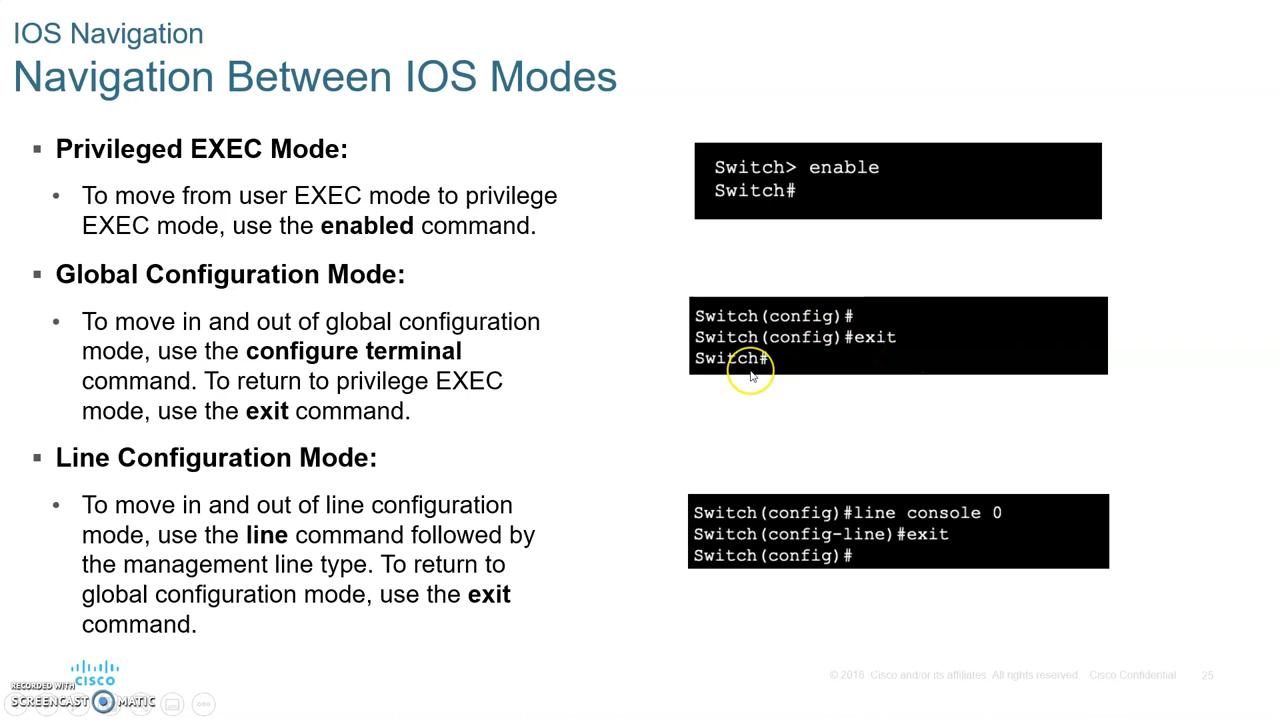 IOS Navigation
Navigation Between IOS Modes
▪ Privileged EXEC Mode:
• To move from user EXEC mode to privilege
EXEC mode, use the enabled command.
▪ Global Configuration Mode:
• To move in and out of global configuration
mode, use the configure terminal
command. To return to privilege EXEC
mode, use the exit command.
▪ Line Configuration Mode:
• To move in and out of line configuration
mode, use the line command followed by
the management line type. To return to
global configuration mode, use the exit
command.
Switch> enable
Switch#
Switch(config)#
Switch(config)#exit
Switch#
Switch(config)#line console 0
Switch(config-line)#exit
Switch(config)#
CISCO
RECORDED WITH
SCREENCAST MATIC
© 2016 Cisco and/or its affiliates. All rights reserved. Cisco Confidential
25